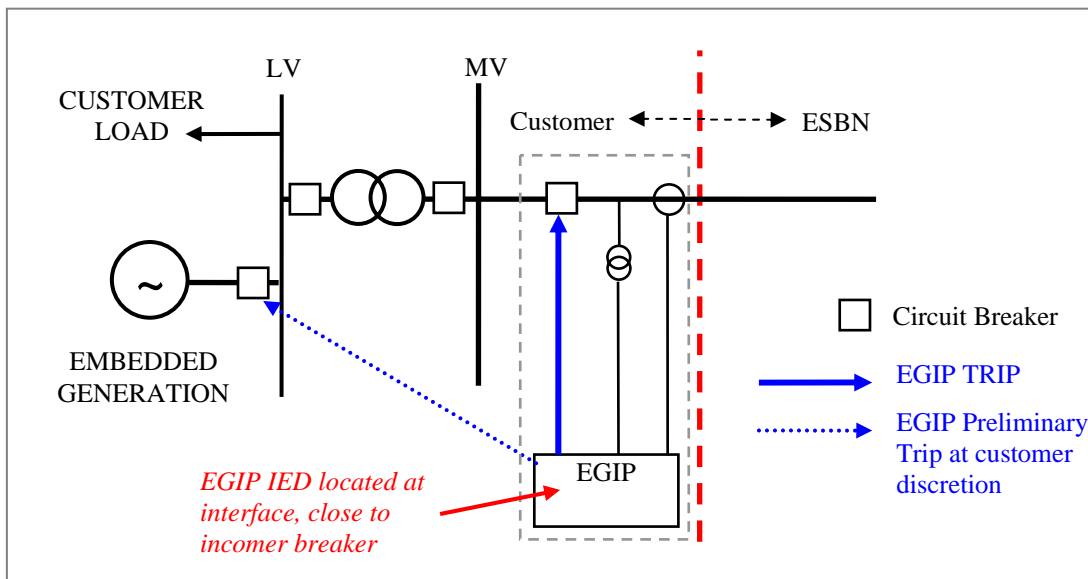 LV
MV
CUSTOMER
LOAD
Customer
ESBN
~
EMBEDDED
GENERATION
Circuit Breaker
EGIP TRIP
EGIP Preliminary
Trip at customer
discretion
EGIP
EGIP IED located at
interface, close to
incomer breaker